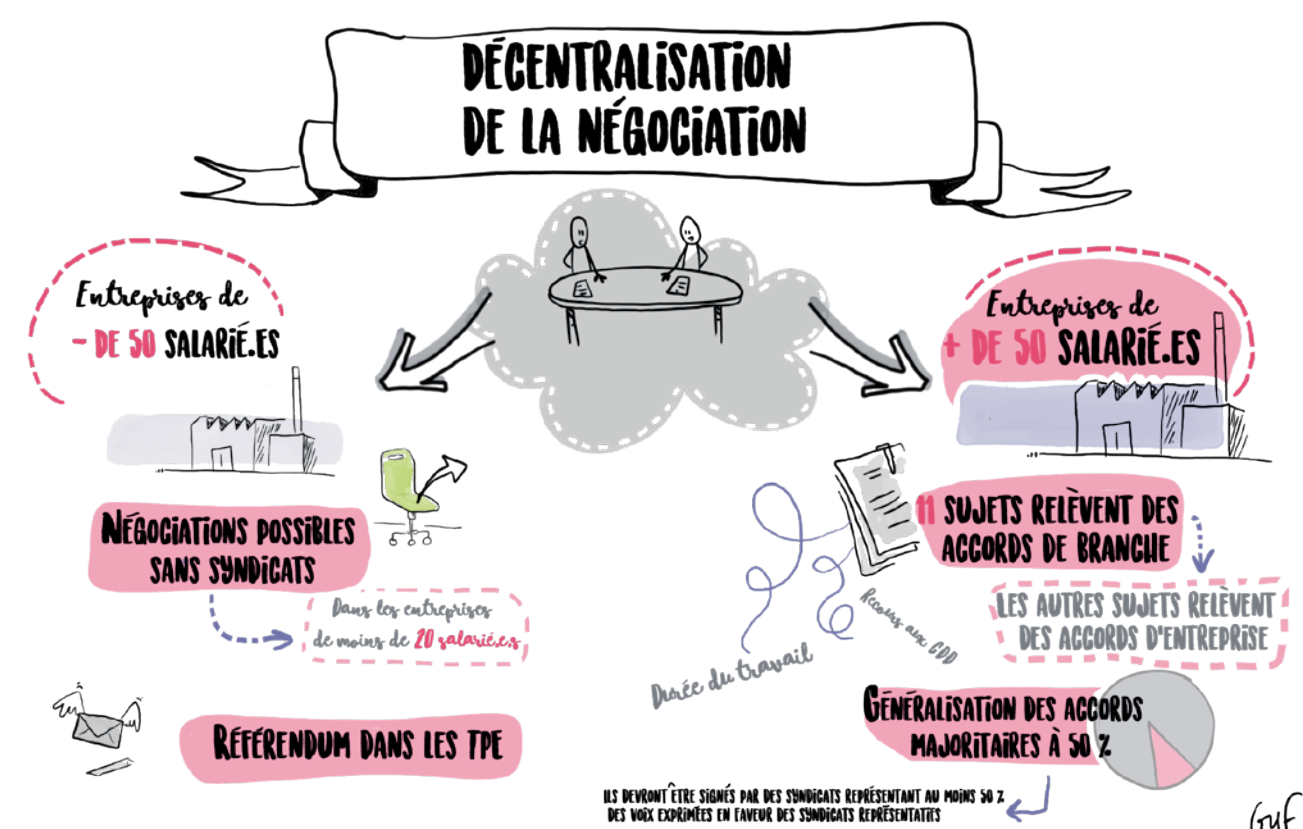 DÉCENTRALiSATiON
DE LA NÉGOCiATiON
Entreprises de
- DE 50 SALARiÉ.ES
NÉGOCiATiONS POSSiBLES
SANS SYNDiCATS
Dans les entreprises
de moins de 20 salarié.e.s
RÉFÉRENDUM DANS LES TPE
Entreprises de
+ DE 50 SALARiÉ.ES
11 SUJETS RELÈVENT DES
ACCORDS DE BRANCHE
LES AUTRES SUJETS RELÈVENT
DES ACCORDS D'ENTREPRISE
Recours aux CDD
Durée du travail
GÉNÉRALiSATiON DES ACCORDS
MAJORiTAiRES À 50 %
iLS DEVRONT ÊTRE SiGNÉS PAR DES SYNDiCATS REPRÉSENTANT AU MOiNS 50 %
DES VOiX EXPRiMÉES EN FAVEUR DES SYNDiCATS REPRÉSENTATiFS